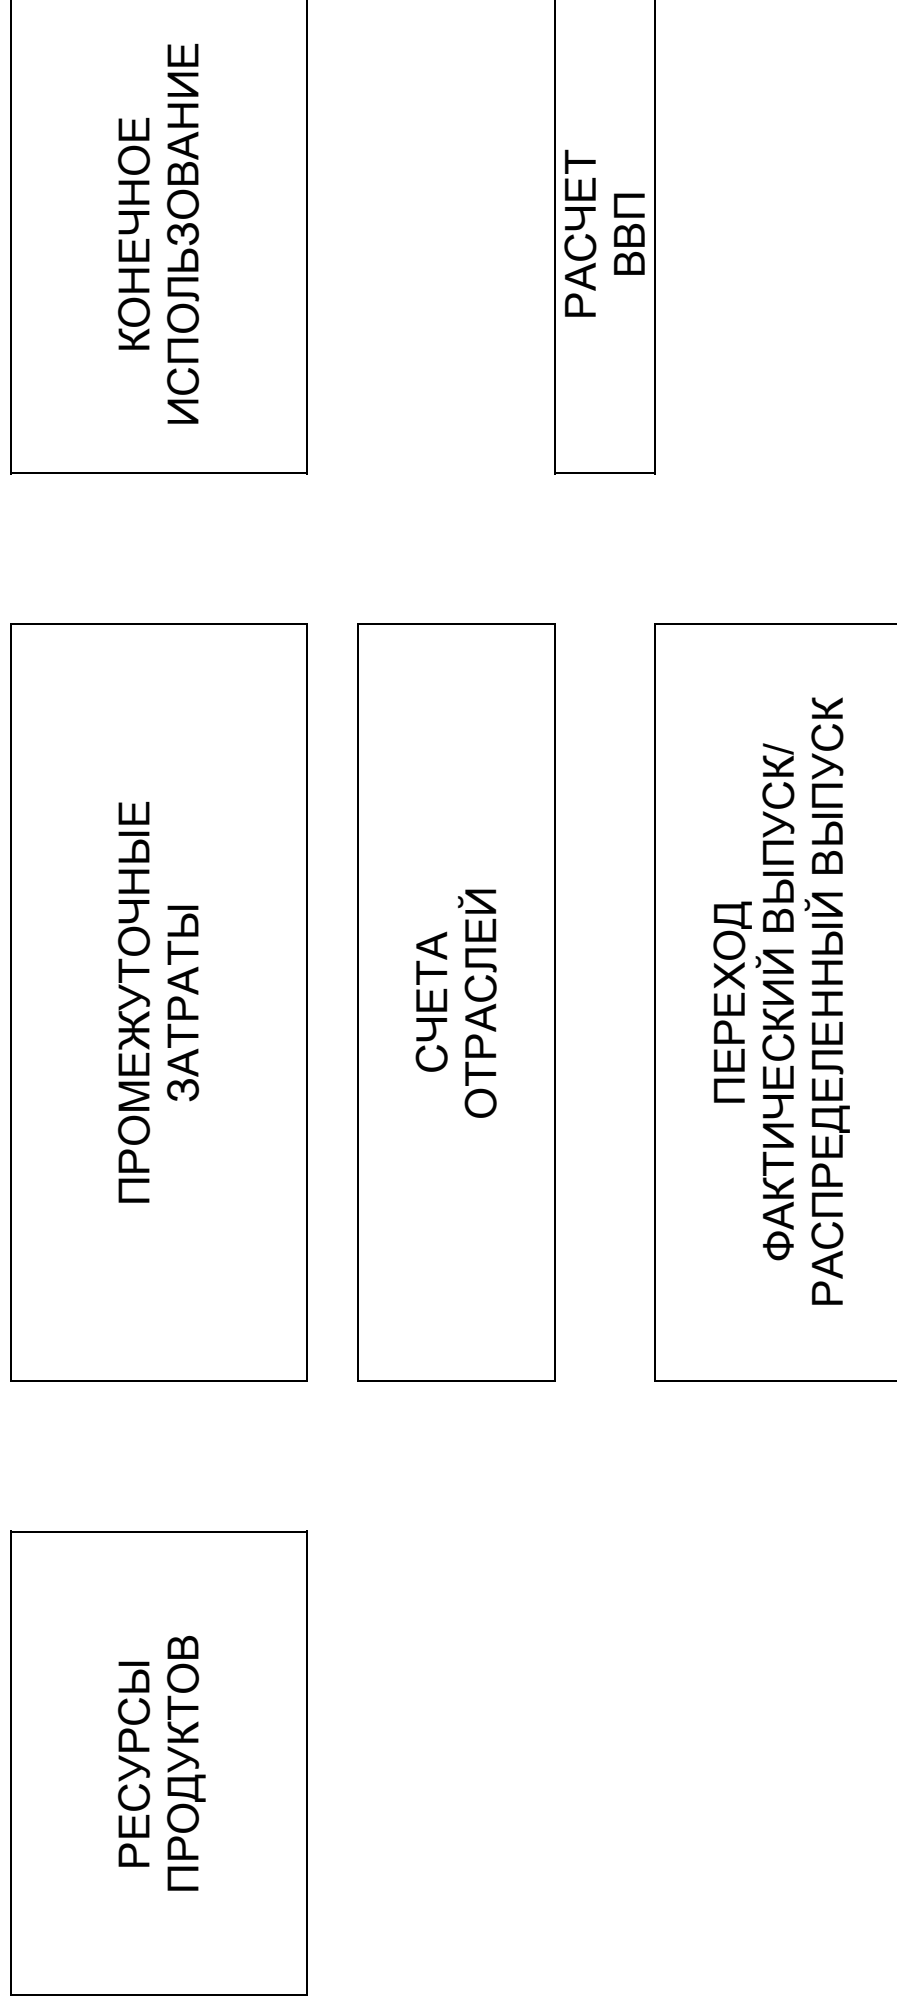 РЕСУРСЫ
ПРОДУКТОВ
ПРОМЕЖУТОЧНЫЕ
ЗАТРАТЫ
КОНЕЧНОЕ
ИСПОЛЬЗОВАНИЕ
СЧЕТА
ОТРАСЛЕЙ
РАСЧЕТ
ВВП
ПЕРЕХОД
ФАКТИЧЕСКИЙ ВЫПУСК/
РАСПРЕДЕЛЕННЫЙ ВЫПУСК